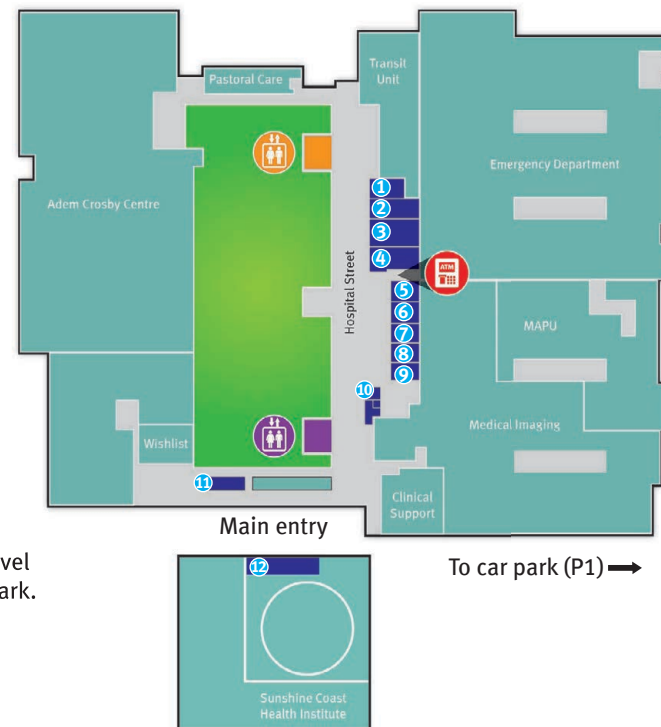 Pastoral Care
Transit
Unit
Emergency Department
Adem Crosby Centre
1
2
3
4
ATM
Hospital Street
5
6
7
8
9
MAPU
10
Medical Imaging
Wishlist
11
Clinical
Support
Main entry
vel
ark.
To car park (P1)
12
Sunshine Coast
Health Institute